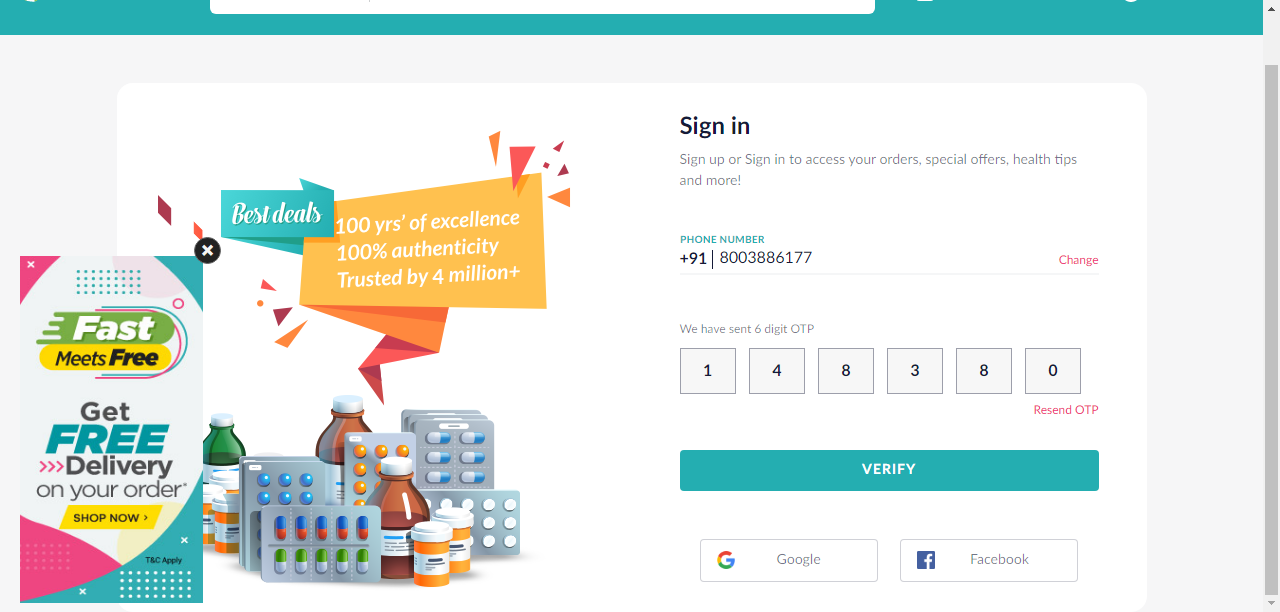 Sign in
Sign up or Sign in to access your orders, special offers, health tips
and more!
Best deals
100 yrs' of excellence
100% authenticity
Trusted by 4 million+
PHONE NUMBER
+91 8003886177
Change
We have sent 6 digit OTP
1 4 8 3 8 0
Resend OTP
VERIFY
Google
Facebook
Fast
Meets Free
Get
FREE
>>>Delivery
on your order*
SHOP NOW >
T&C Apply